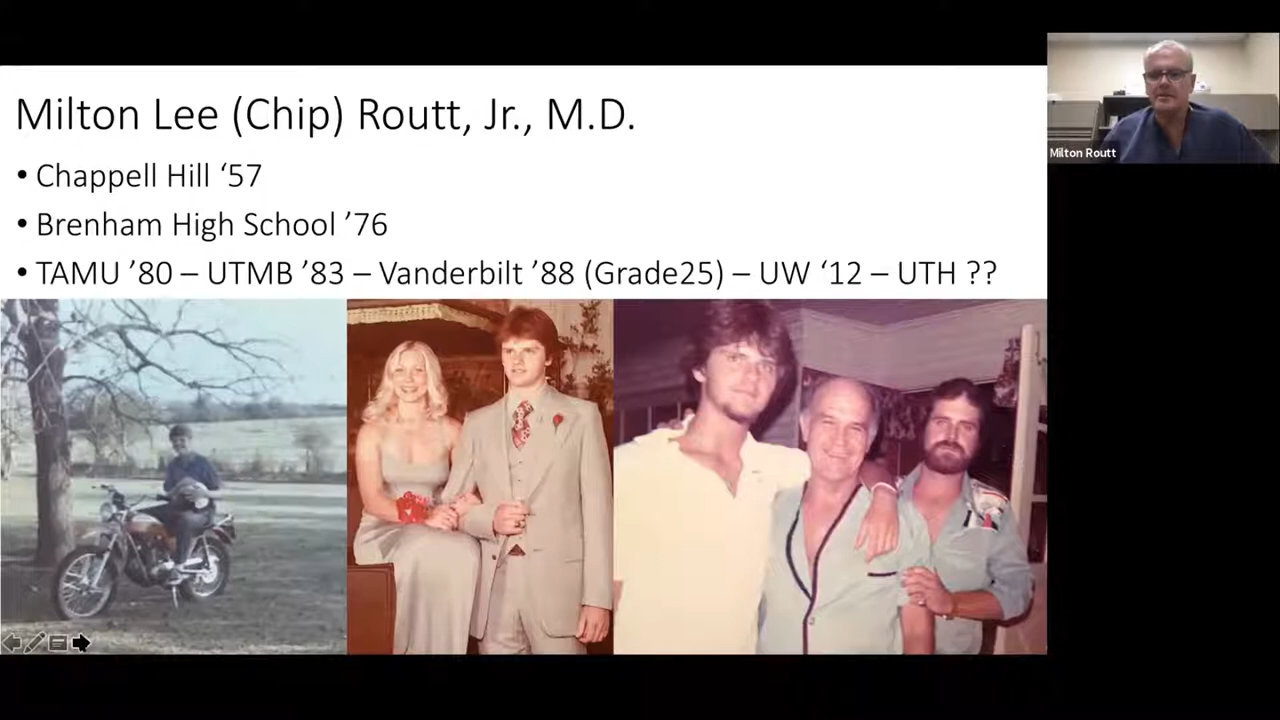 Milton Lee (Chip) Routt, Jr., M.D.
• Chappell Hill ‘57
• Brenham High School ’76
• TAMU ’80 – UTMB ’83 – Vanderbilt ’88 (Grade25) – UW ‘12 – UTH ??
Milton Routt